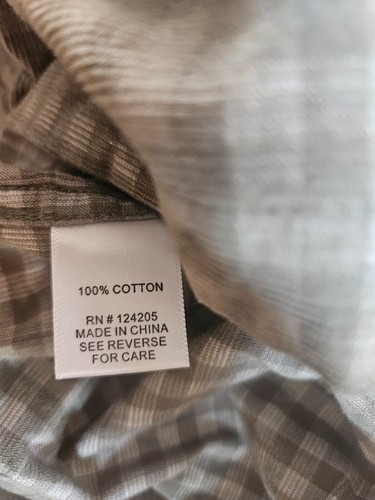 100% COTTON
RN # 124205
MADE IN CHINA
SEE REVERSE
FOR CARE